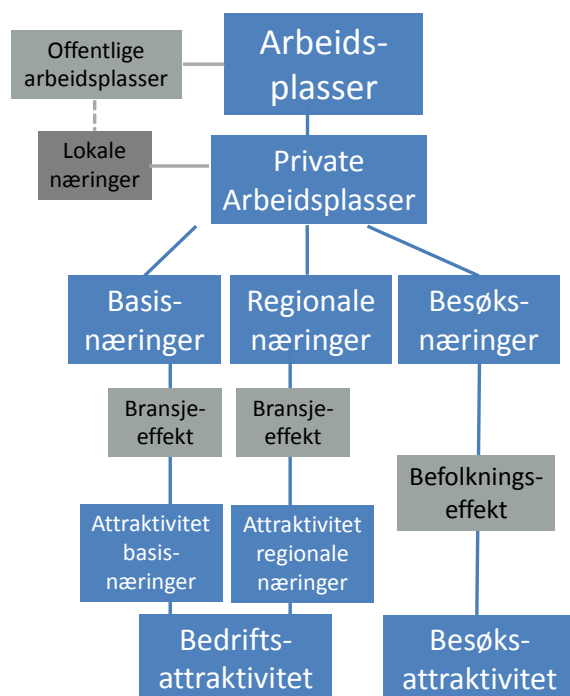 Arbeids-
plasser
Offentlige
arbeidsplasser
Lokale
næringer
Private
Arbeidsplasser
Basis-
næringer
Regionale
næringer
Besøks-
næringer
Bransje-
effekt
Bransje-
effekt
Befolknings-
effekt
Attraktivitet
basis-
næringer
Attraktivitet
regionale
næringer
Bedrifts-
attraktivitet
Besøks-
attraktivitet